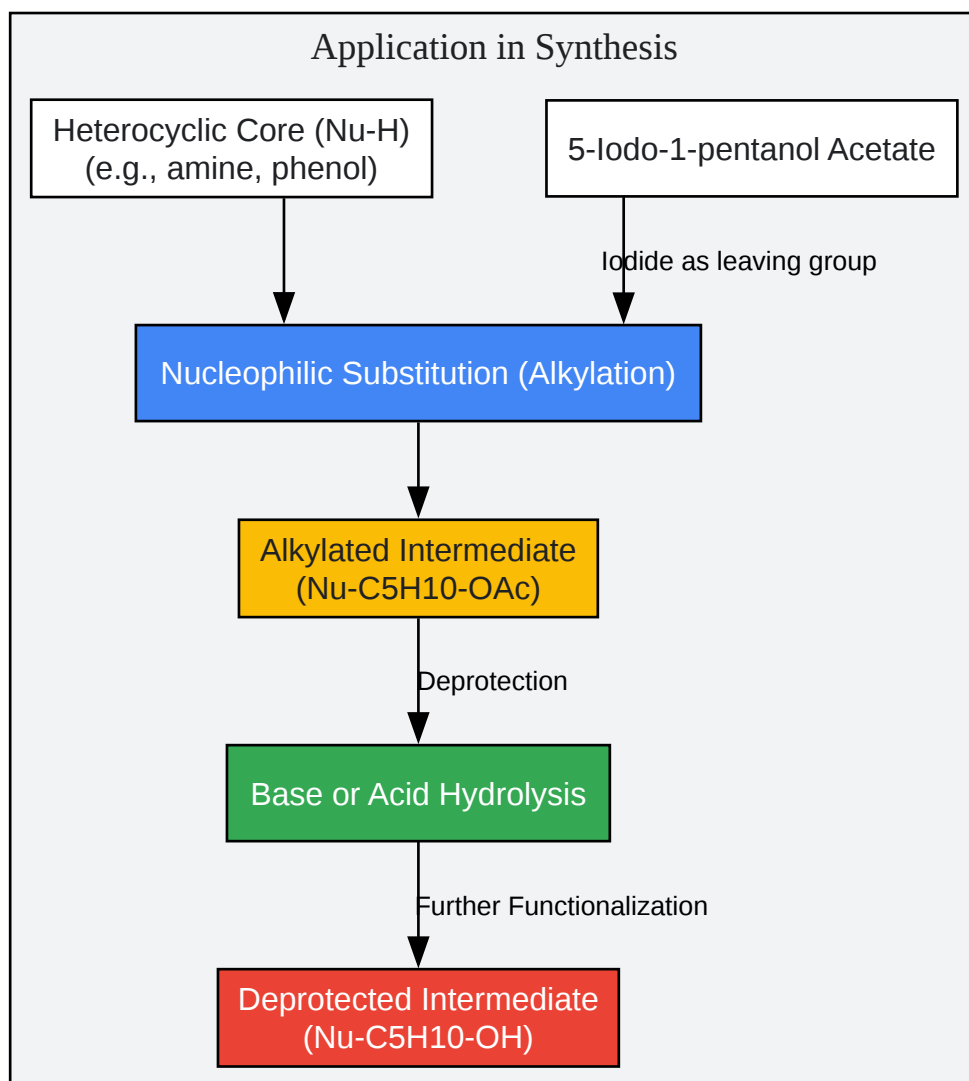 Application in Synthesis
Heterocyclic Core (Nu-H)
(e.g., amine, phenol)
5-Iodo-1-pentanol Acetate
Iodide as leaving group
Nucleophilic Substitution (Alkylation)
Alkylated Intermediate
(Nu-C5H10-OAc)
Deprotection
Base or Acid Hydrolysis
Further Functionalization
Deprotected Intermediate
(Nu-C5H10-OH)